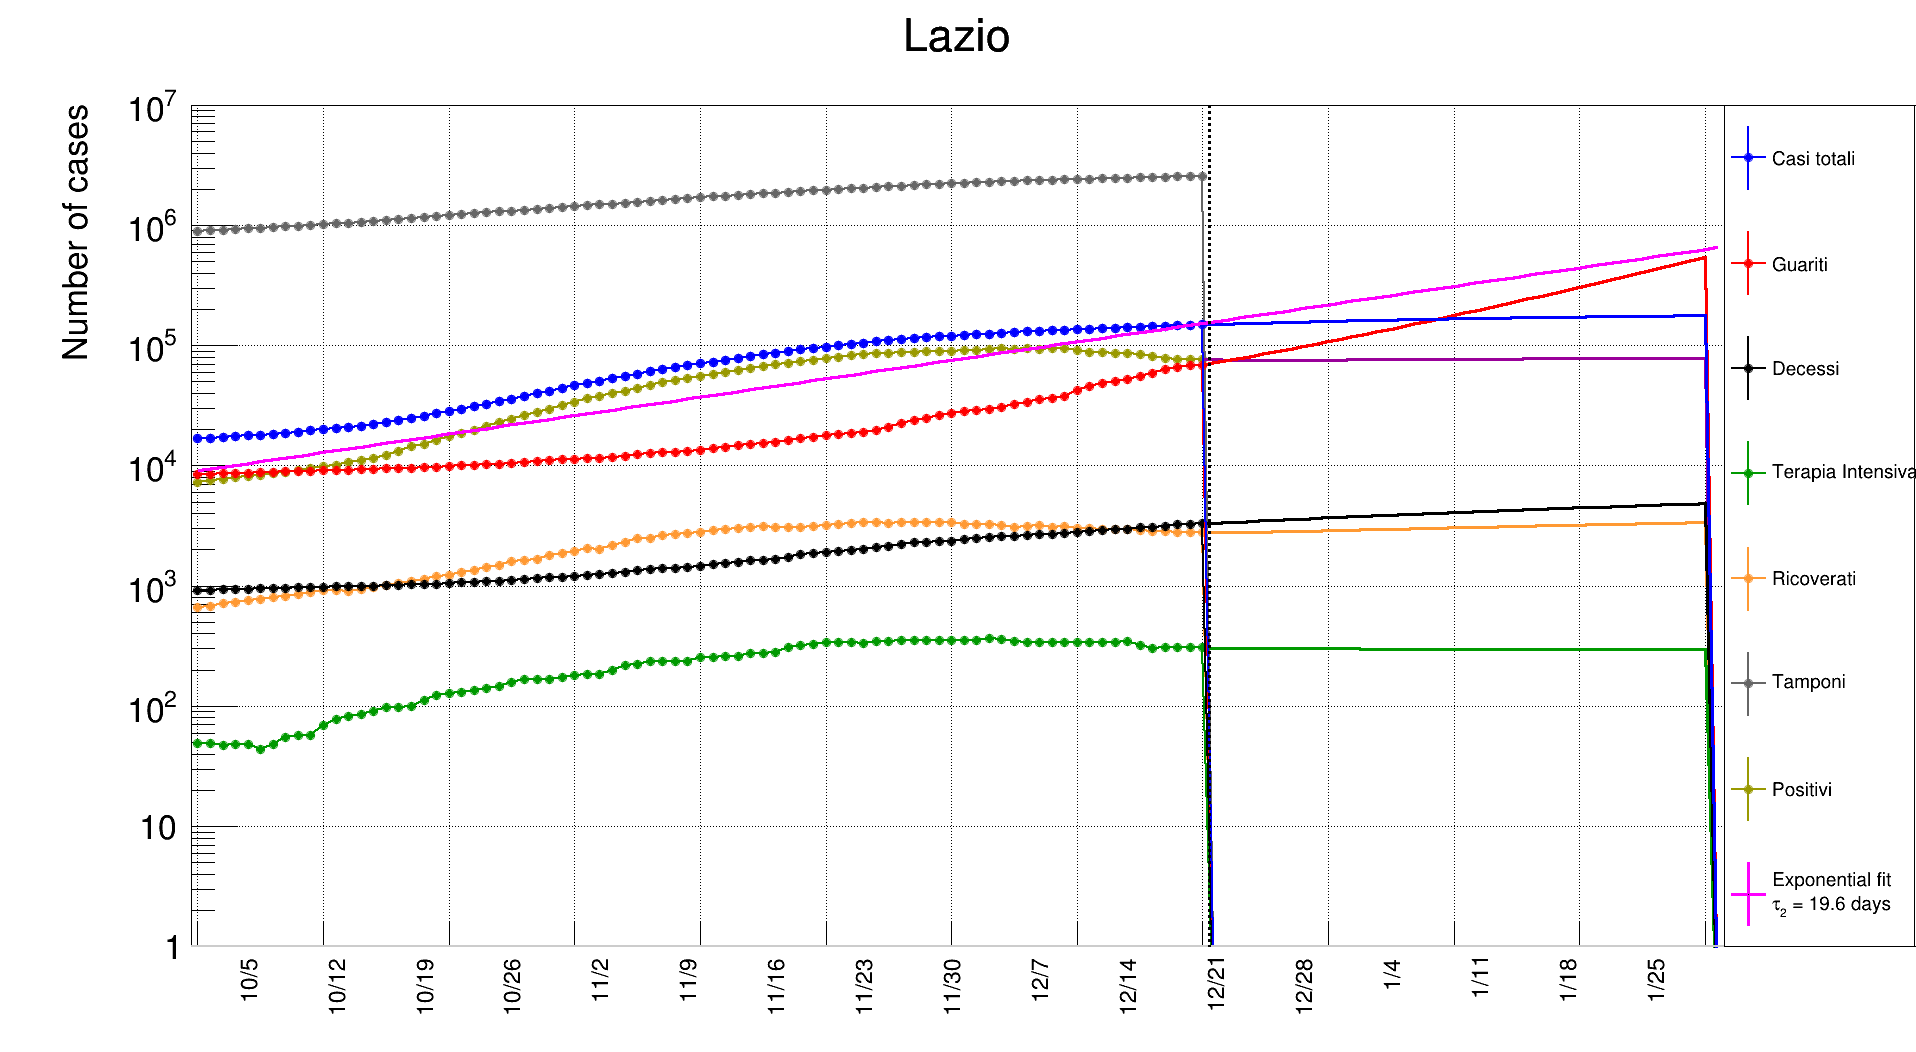 Lazio
Number of cases
10^7
10^6
10^5
10^4
10^3
10^2
10
1
10/5
10/12
10/19
10/26
11/2
11/9
11/16
11/23
11/30
12/7
12/14
12/21
12/28
1/4
1/11
1/18
1/25
Casi totali
Guariti
Decessi
Terapia Intensiva
Ricoverati
Tamponi
Positivi
Exponential fit
τ₂ = 19.6 days